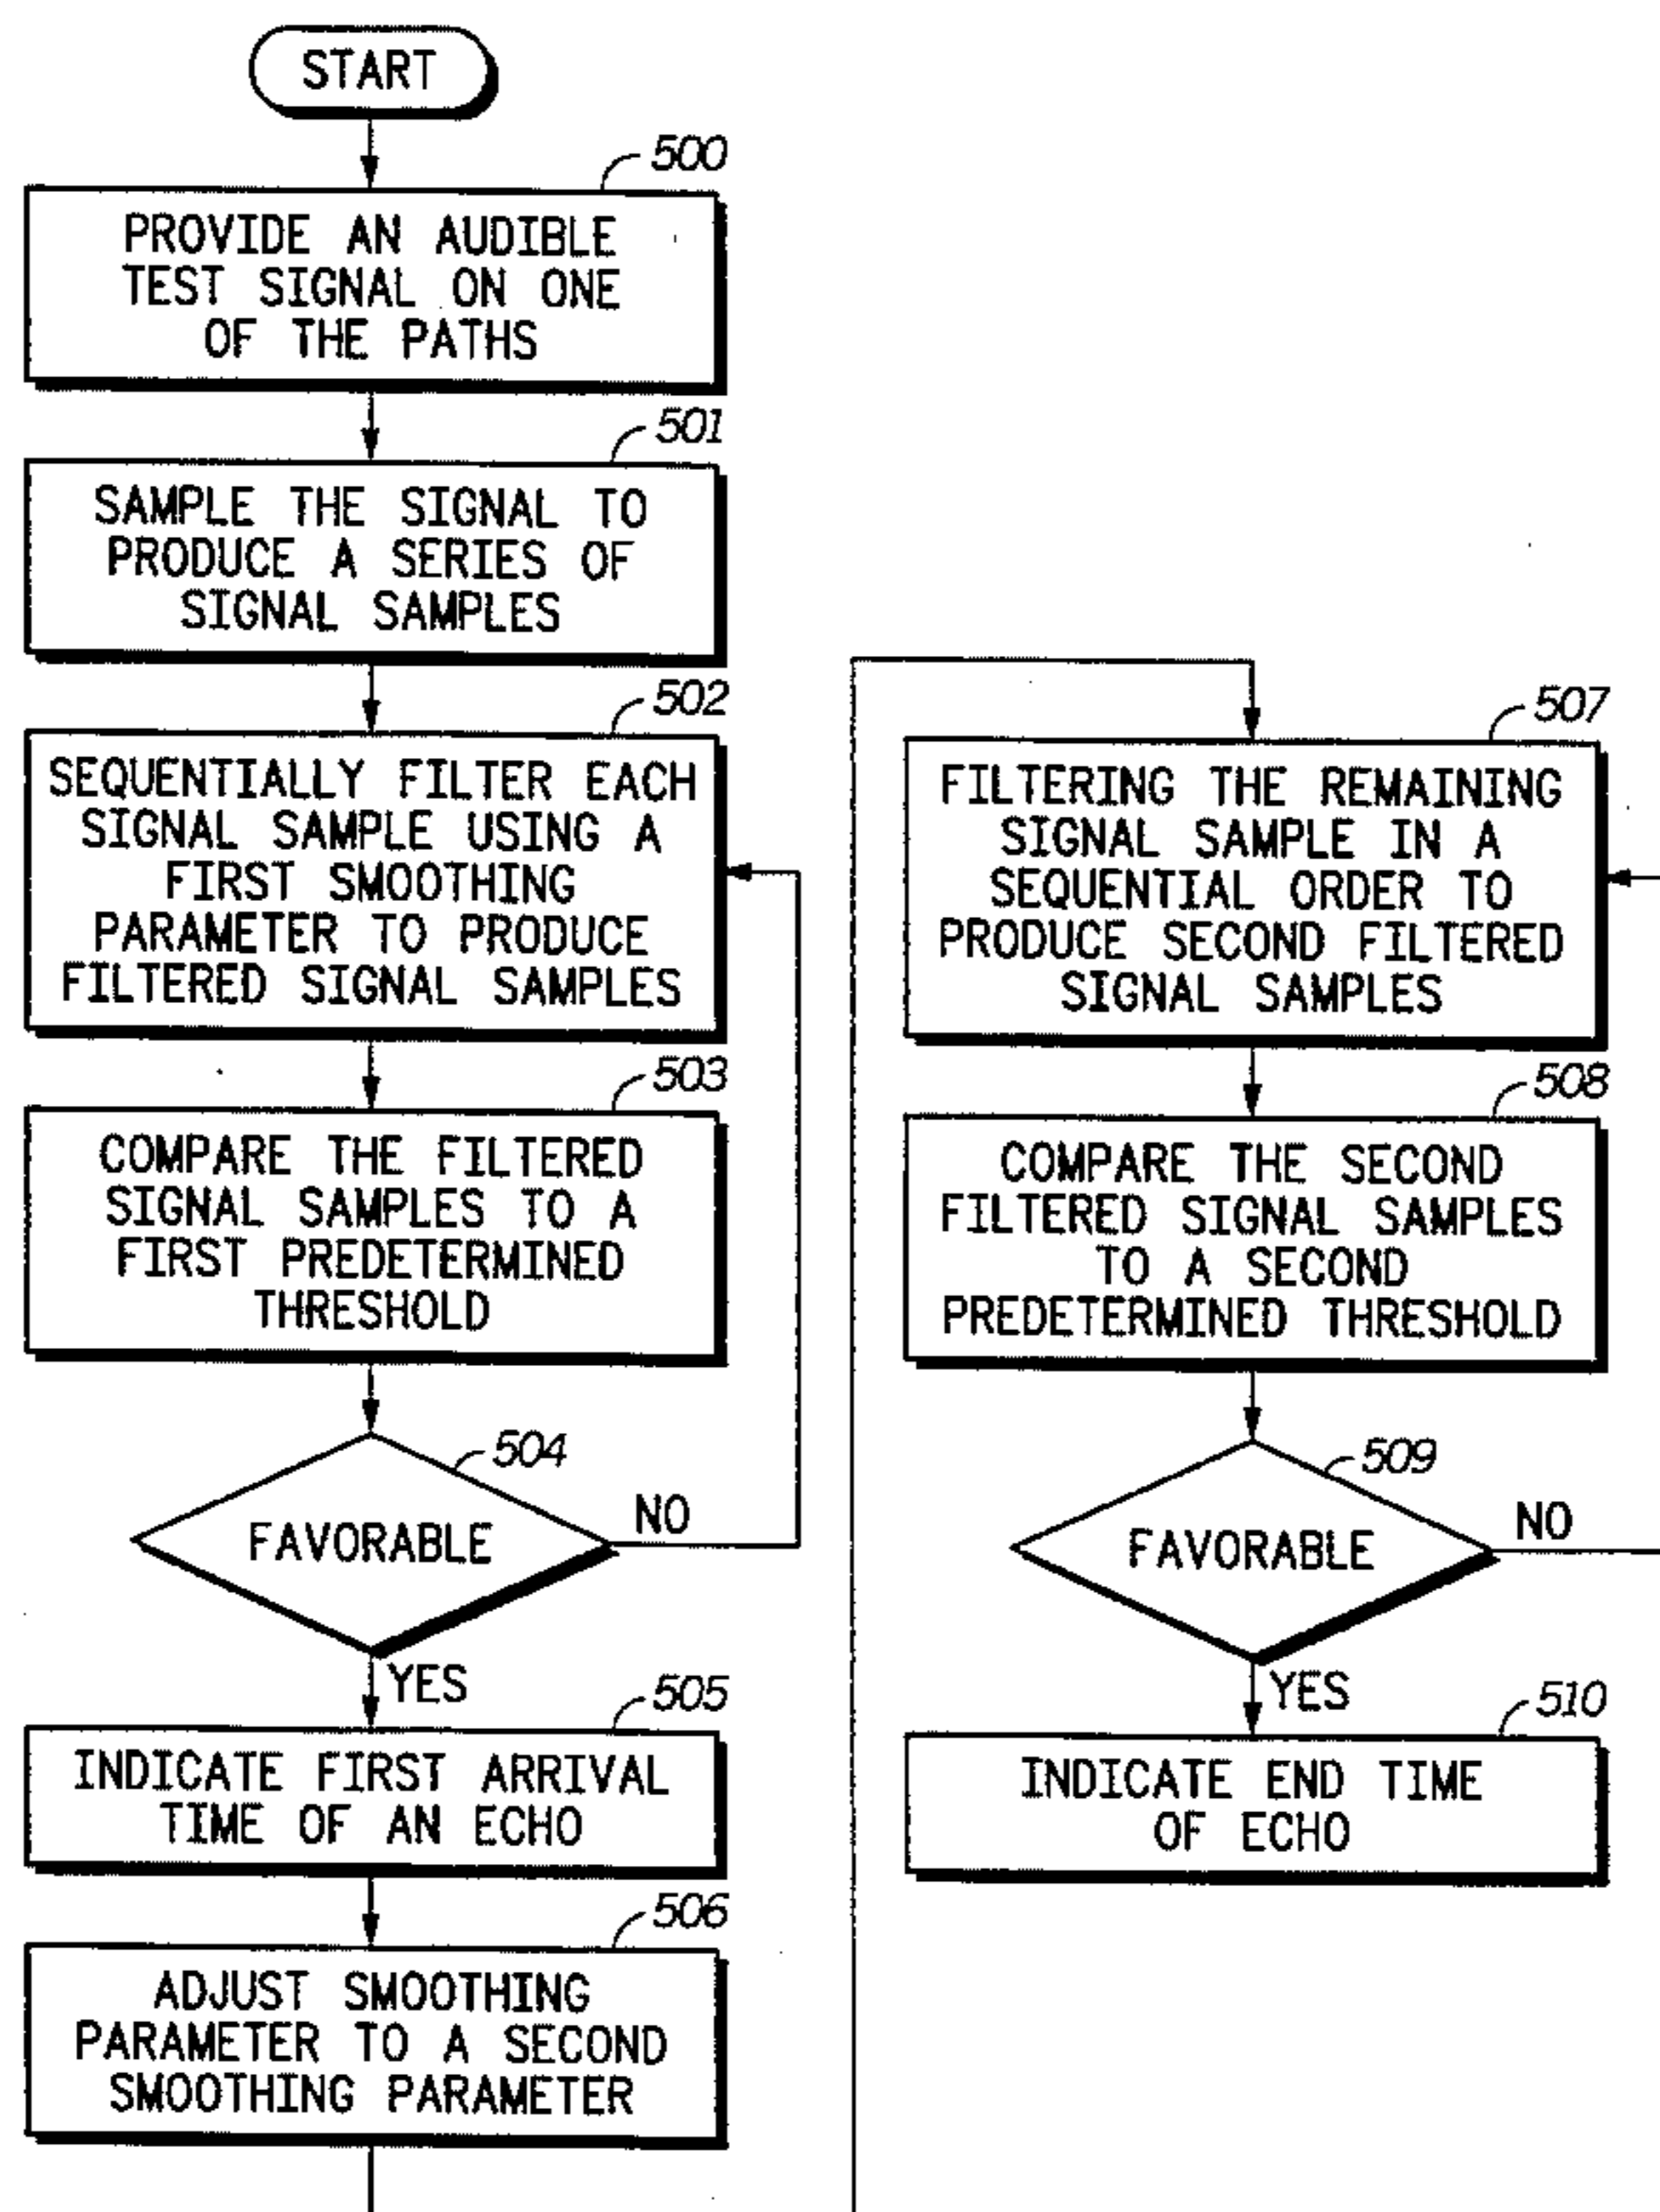 START
500
PROVIDE AN AUDIBLE
TEST SIGNAL ON ONE
OF THE PATHS
501
SAMPLE THE SIGNAL TO
PRODUCE A SERIES OF
SIGNAL SAMPLES
502
SEQUENTIALLY FILTER EACH
SIGNAL SAMPLE USING A
FIRST SMOOTHING
PARAMETER TO PRODUCE
FILTERED SIGNAL SAMPLES
503
COMPARE THE FILTERED
SIGNAL SAMPLES TO A
FIRST PREDETERMINED
THRESHOLD
504
FAVORABLE
NO
YES
505
INDICATE FIRST ARRIVAL
TIME OF AN ECHO
506
ADJUST SMOOTHING
PARAMETER TO A SECOND
SMOOTHING PARAMETER
507
FILTERING THE REMAINING
SIGNAL SAMPLE IN A
SEQUENTIAL ORDER TO
PRODUCE SECOND FILTERED
SIGNAL SAMPLES
508
COMPARE THE SECOND
FILTERED SIGNAL SAMPLES
TO A SECOND
PREDETERMINED THRESHOLD
509
FAVORABLE
NO
YES
510
INDICATE END TIME
OF ECHO